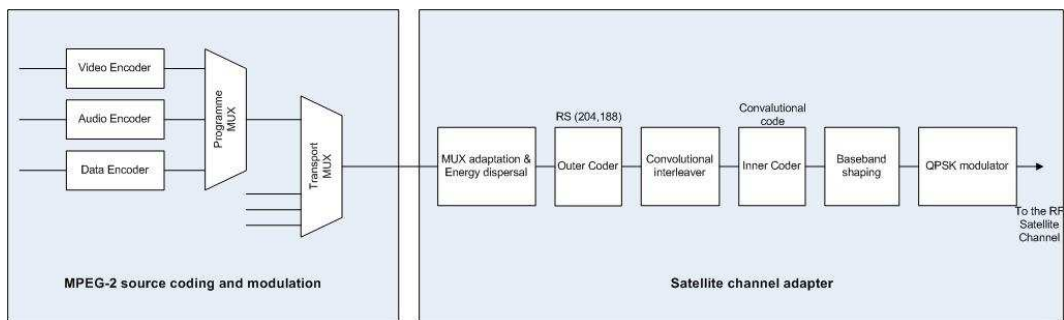 Video Encoder
Audio Encoder
Data Encoder
Programme
MUX
Transport
MUX
MPEG-2 source coding and modulation
MUX adaptation &
Energy dispersal
RS (204,188)
Outer Coder
Convolutional
interleaver
Convalutional
code
Inner Coder
Baseband
shaping
QPSK modulator
To the RF
Satellite
Channel
Satellite channel adapter